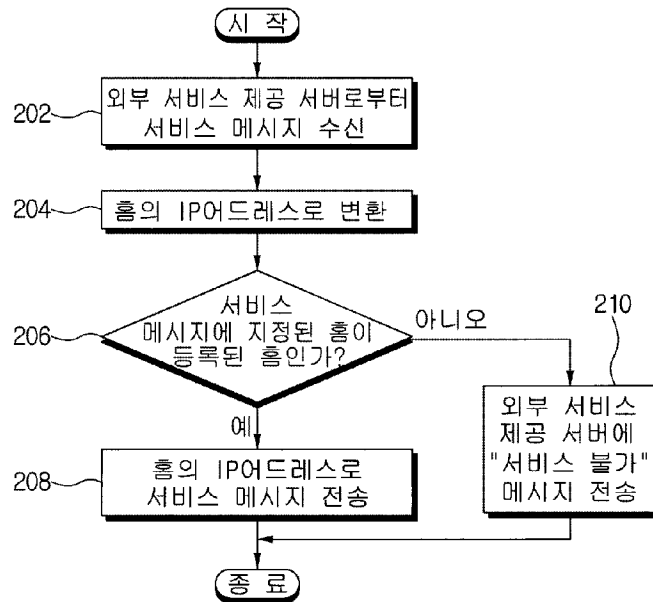 시 작
202
외부 서비스 제공 서버로부터
서비스 메시지 수신
204
홈의 IP어드레스로 변환
206
서비스
메시지에 지정된 홈이
등록된 홈인가?
아니오
210
예
외부 서비스
제공 서버에
"서비스 불가"
메시지 전송
208
홈의 IP어드레스로
서비스 메시지 전송
종 료